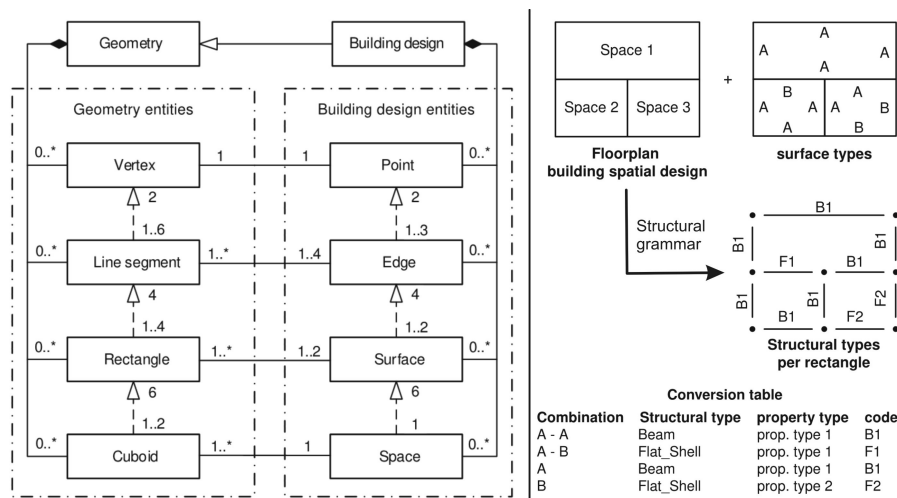 Geometry
Building design
Geometry entities
Building design entities
0..*
Vertex
1
1
Point
0..*
2
2
1..6
1..3
0..*
Line segment
1..*
1..4
Edge
0..*
4
4
1..4
1..2
0..*
Rectangle
1..*
1..2
Surface
0..*
6
6
1..2
1
0..*
Cuboid
1..*
1
Space
0..*
Space 1
Space 2
Space 3
+
A
A
A
A
B
A
A
A
A
A
B
B
Floorplan
building spatial design
surface types
Structural
grammar
B1
B1
B1
F1
B1
B1
B1
F2
B1
F2
Structural types
per rectangle
Conversion table
Combination Structural type property type code
A - A Beam prop. type 1 B1
A - B Flat_Shell prop. type 1 F1
A Beam prop. type 1 B1
B Flat_Shell prop. type 2 F2